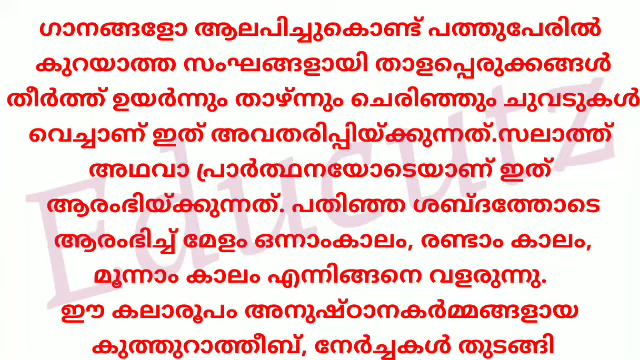 ഗാനങ്ങളോ ആലപിച്ചുകൊണ്ട് പത്തുപേരിൽ
കുറയാത്ത സംഘങ്ങളായി താളപ്പെരുക്കങ്ങൾ
തീർത്ത് ഉയർന്നും താഴ്ന്നും ചെരിഞ്ഞും ചുവടുകൾ
വെച്ചാണ് ഇത് അവതരിപ്പിയ്ക്കുന്നത്.സലാത്ത്
അഥവാ പ്രാർത്ഥനയോടെയാണ് ഇത്
ആരംഭിയ്ക്കുന്നത്. പതിഞ്ഞ ശബ്ദത്തോടെ
ആരംഭിച്ച് മേളം ഒന്നാംകാലം, രണ്ടാം കാലം,
മൂന്നാം കാലം എന്നിങ്ങനെ വളരുന്നു.
ഈ കലാരൂപം അനുഷ്ഠാനകർമ്മങ്ങളായ
കുത്തുറാത്തീബ്, നേർച്ചകൾ തുടങ്ങി
Educutz